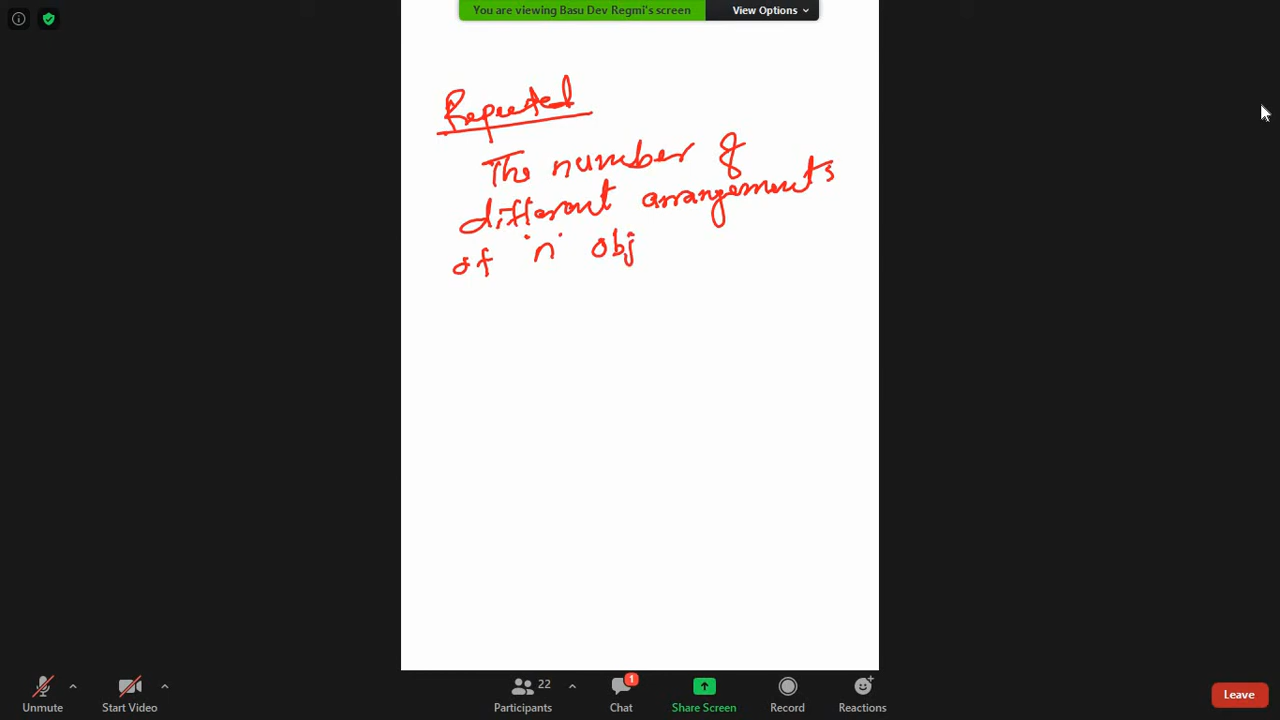 You are viewing Basu Dev Regmi's screen
View Options
Repeated
The number of
different arrangements
of 'n' obj
Unmute
Start Video
22
Participants
1
Chat
Share Screen
Record
Reactions
Leave